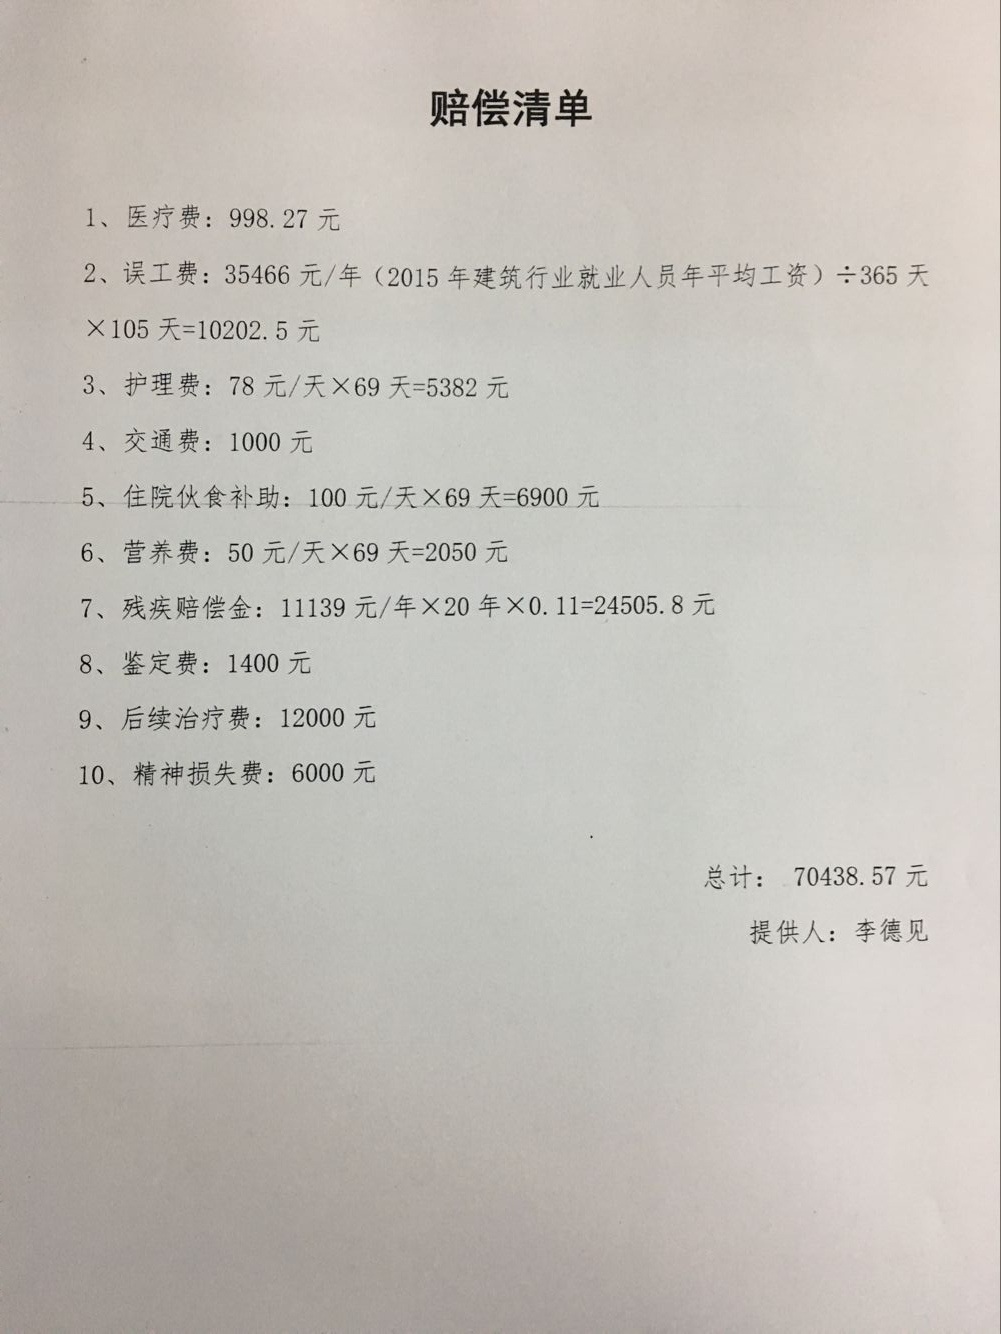 赔偿清单
1、医疗费：998.27 元
2、误工费：35466 元/年（2015 年建筑行业就业人员年平均工资）÷365 天
×105 天=10202.5 元
3、护理费：78 元/天×69 天=5382 元
4、交通费：1000 元
5、住院伙食补助：100 元/天×69 天=6900 元
6、营养费：50 元/天×69 天=2050 元
7、残疾赔偿金：11139 元/年×20 年×0.11=24505.8 元
8、鉴定费：1400 元
9、后续治疗费：12000 元
10、精神损失费：6000 元
总计： 70438.57 元
提供人：李德见